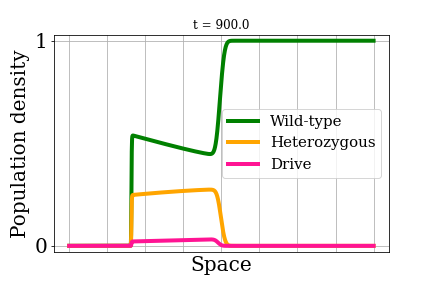 t = 900.0
Population density
1
0
Wild-type
Heterozygous
Drive
Space